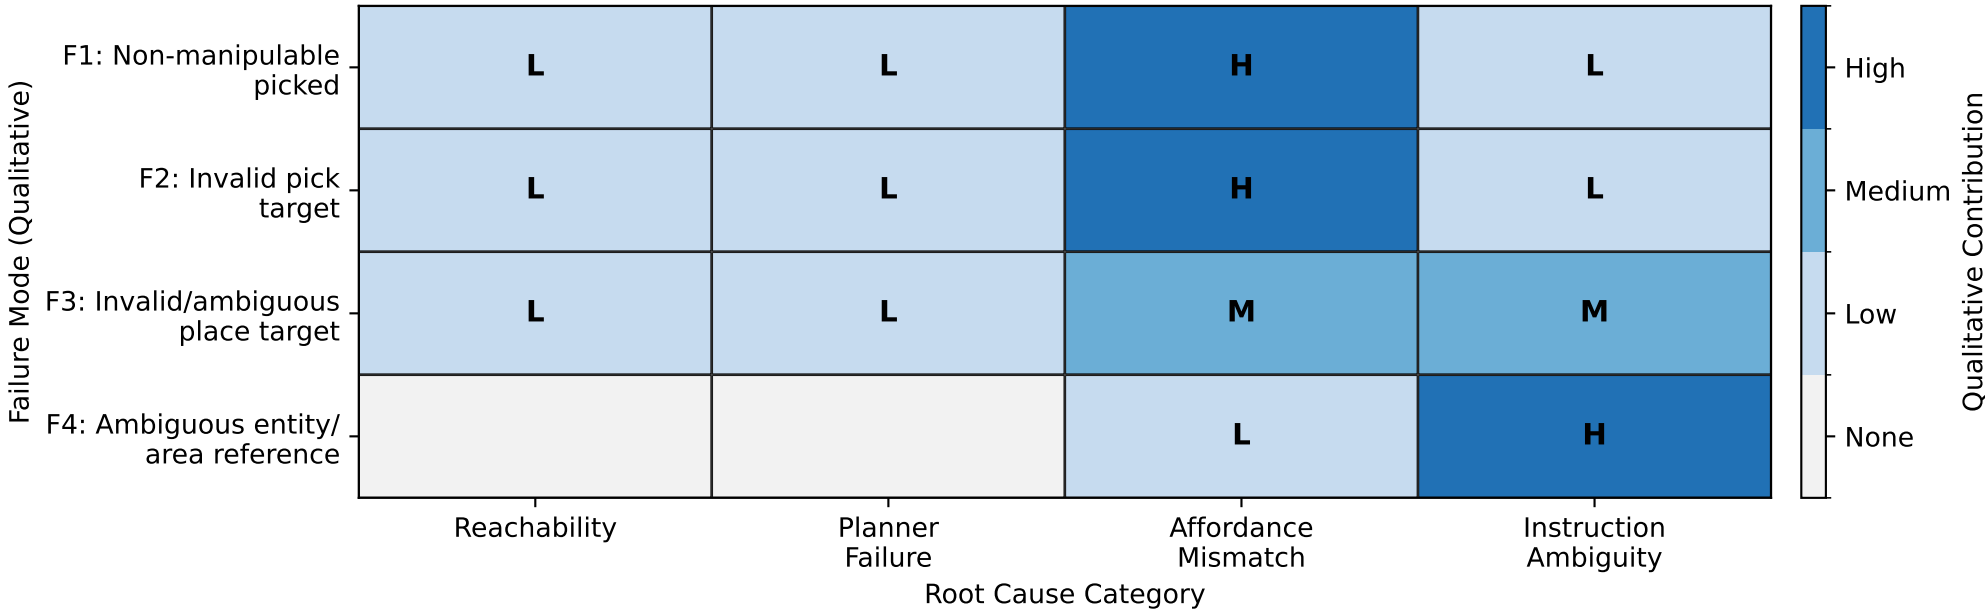 Failure Mode (Qualitative)
F1: Non-manipulable
picked
L
L
H
L
F2: Invalid pick
target
L
L
H
L
F3: Invalid/ambiguous
place target
L
L
M
M
F4: Ambiguous entity/
area reference
L
H
Reachability
Planner
Failure
Affordance
Mismatch
Instruction
Ambiguity
Root Cause Category
High
Medium
Low
None
Qualitative Contribution